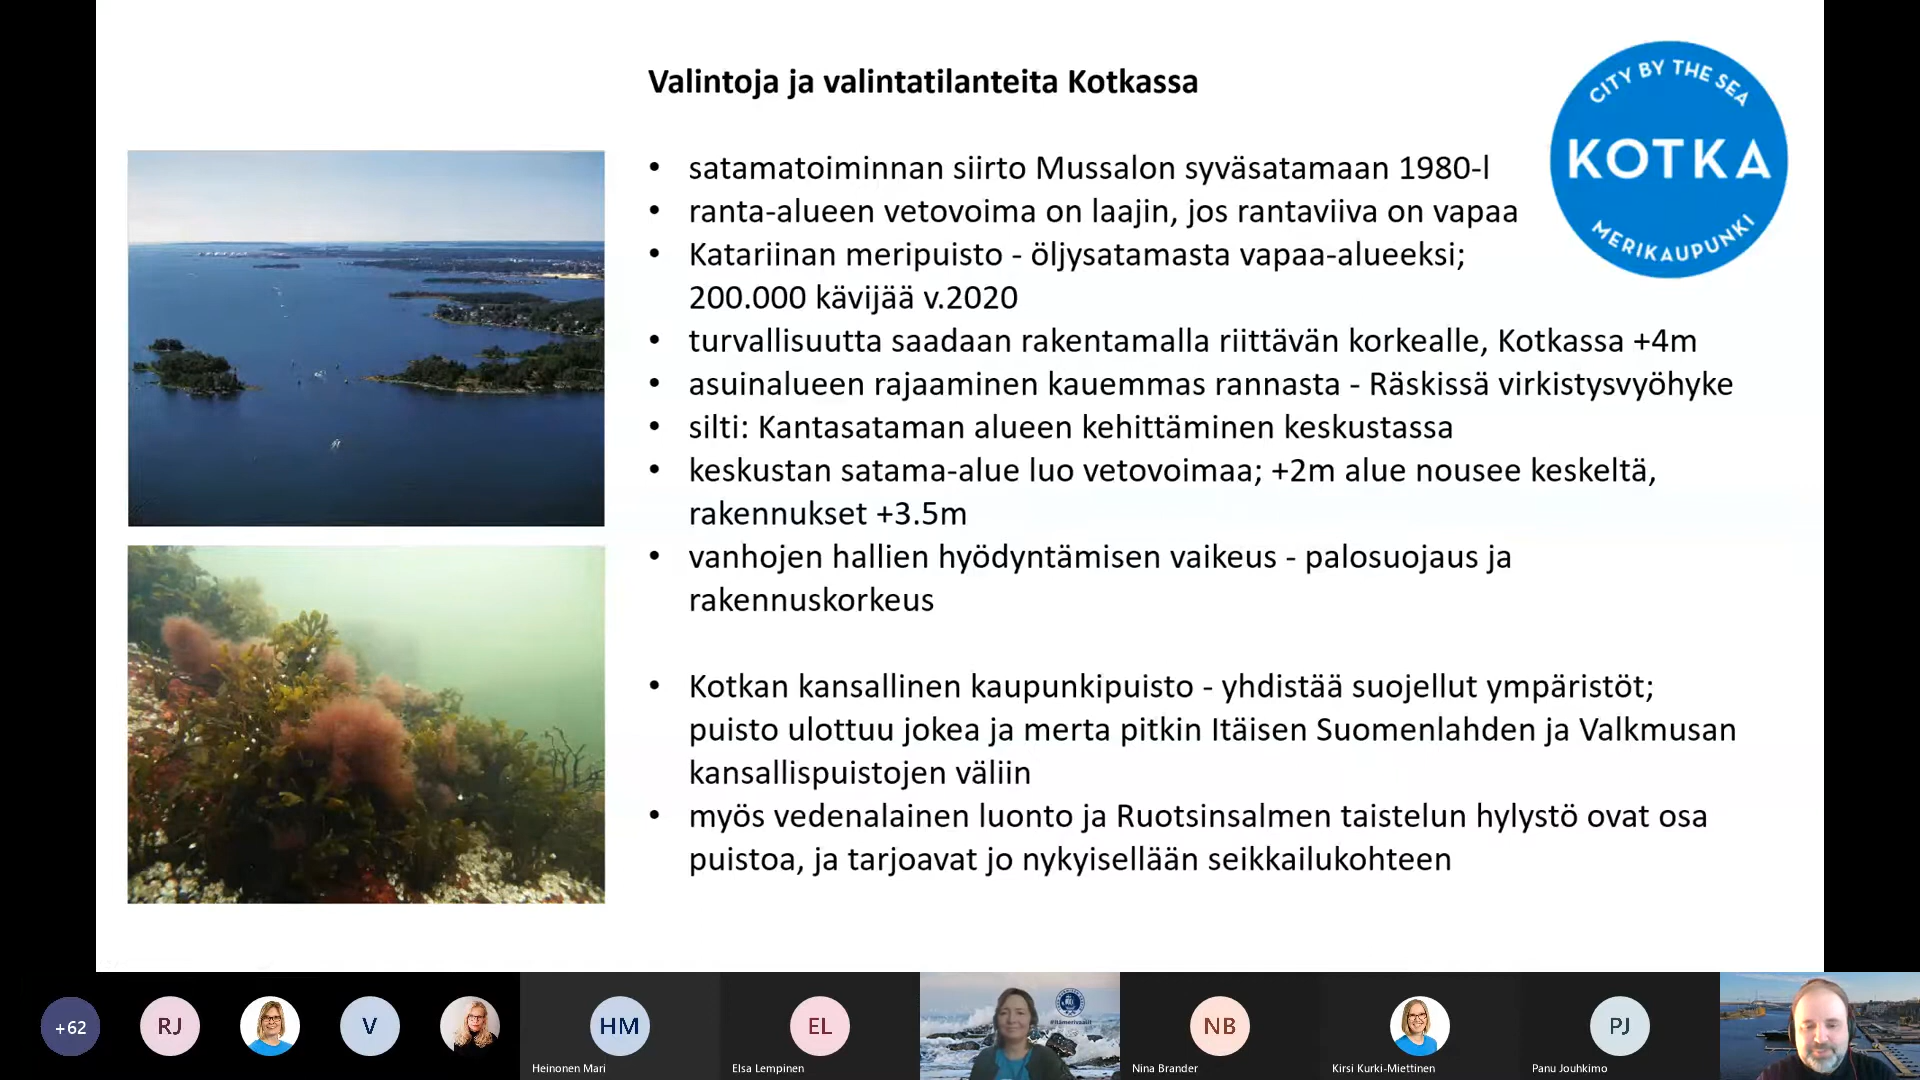 Valintoja ja valintatilanteita Kotkassa
CITY BY THE SEA
KOTKA
MERIKAUPUNKI
• satamatoiminnan siirto Mussalon syväsatamaan 1980-l
• ranta-alueen vetovoima on laajin, jos rantaviiva on vapaa
• Katariinan meripuisto - öljysatamasta vapaa-alueeksi;
200.000 kävijää v.2020
• turvallisuutta saadaan rakentamalla riittävän korkealle, Kotkassa +4m
• asuinalueen rajaaminen kauemmas rannasta - Räskissä virkistysvyöhyke
• silti: Kantasataman alueen kehittäminen keskustassa
• keskustan satama-alue luo vetovoimaa; +2m alue nousee keskeltä,
rakennukset +3.5m
• vanhojen hallien hyödyntämisen vaikeus - palosuojaus ja
rakennuskorkeus
• Kotkan kansallinen kaupunkipuisto - yhdistää suojellut ympäristöt;
puisto ulottuu jokea ja merta pitkin Itäisen Suomenlahden ja Valkmusan
kansallispuistojen väliin
• myös vedenalainen luonto ja Ruotsinsalmen taistelun hylystö ovat osa
puistoa, ja tarjoavat jo nykyisellään seikkailukohteen
+62
RJ
V
HM
Heinonen Mari
EL
Elsa Lempinen
#itämerivaalit
NB
Nina Brander
Kirsi Kurki-Miettinen
PJ
Panu Jouhkimo